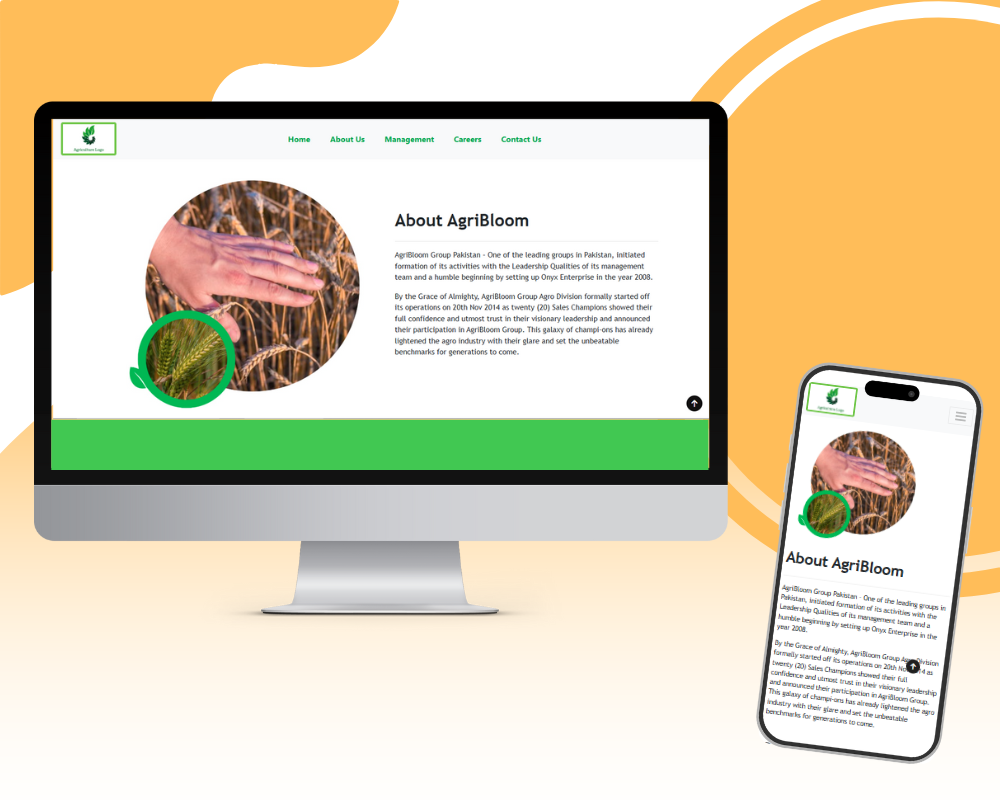 Home About Us Management Careers Contact Us
About AgriBloom
AgriBloom Group Pakistan - One of the leading groups in Pakistan, Initiated
formation of its activities with the Leadership Qualities of its management
team and a humble beginning by setting up Onyx Enterprise in the year 2008.
By the Grace of Almighty, AgriBloom Group Agro Division formally started off
its operations on 20th Nov 2014 as twenty (20) Sales Champions showed their
full confidence and utmost trust in their visionary leadership and announced
their participation in AgriBloom Group. This galaxy of champi-ons has already
lightened the agro industry with their glare and set the unbeatable
benchmarks for generations to come.
About AgriBloom
AgriBloom Group Pakistan - One of the leading groups in
Pakistan, Initiated formation of its activities with the
Leadership Qualities of its management team and a
humble beginning by setting up Onyx Enterprise in the
year 2008.
By the Grace of Almighty, AgriBloom Group Agro Division
formally started off its operations on 20th Nov 2014 as
twenty (20) Sales Champions showed their full
confidence and utmost trust in their visionary leadership
and announced their participation in AgriBloom Group.
This galaxy of champi-ons has already lightened the agro
industry with their glare and set the unbeatable
benchmarks for generations to come.